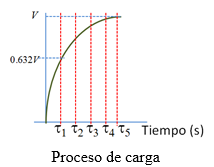 V
0.632V
τ1 τ2 τ3 τ4 τ5 Tiempo (s)
Proceso de carga